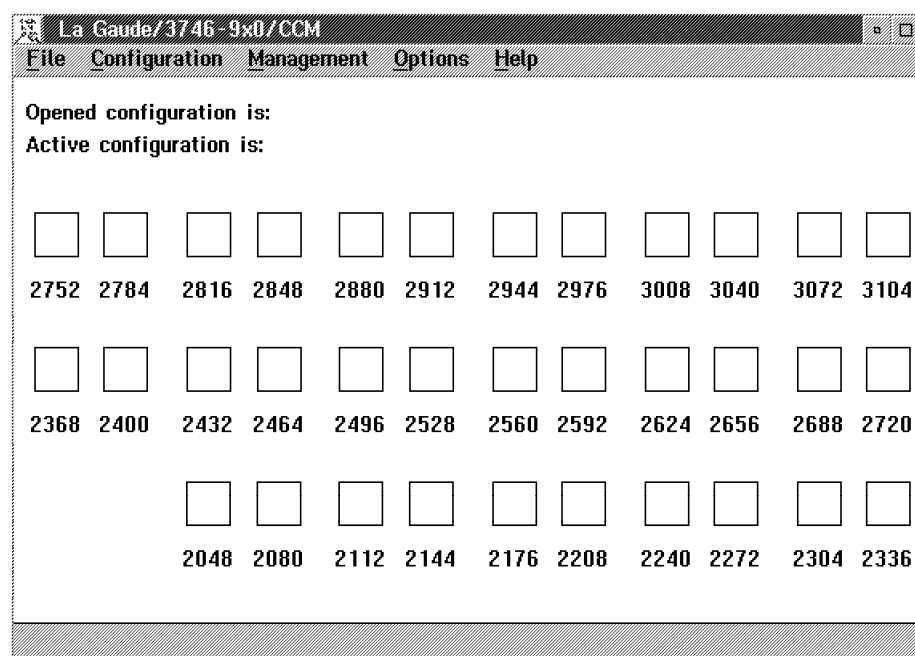 La Gaude/3746-9x0/CCM
File Configuration Management Options Help
Opened configuration is:
Active configuration is:
2752 2784 2816 2848 2880 2912 2944 2976 3008 3040 3072 3104
2368 2400 2432 2464 2496 2528 2560 2592 2624 2656 2688 2720
2048 2080 2112 2144 2176 2208 2240 2272 2304 2336